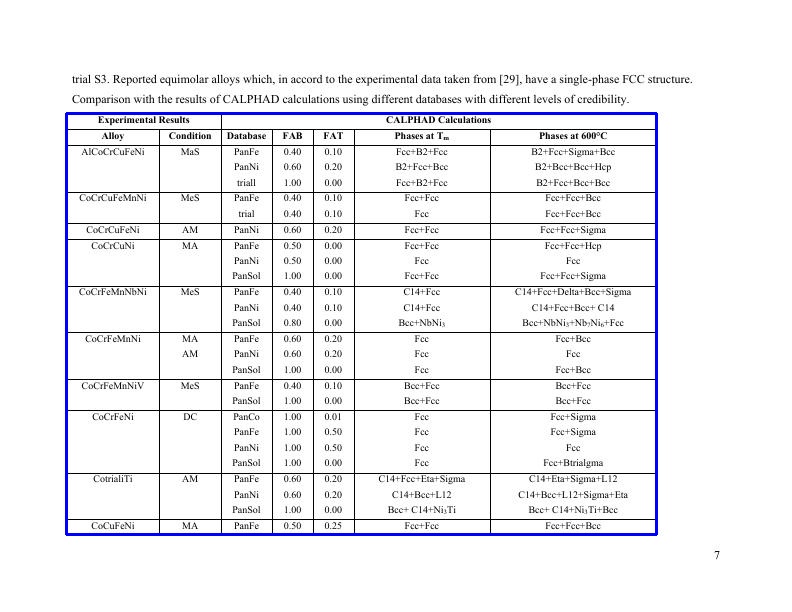 trial S3. Reported equimolar alloys which, in accord to the experimental data taken from [29], have a single-phase FCC structure.
Comparison with the results of CALPHAD calculations using different databases with different levels of credibility.
Experimental Results CALPHAD Calculations
Alloy Condition Database FAB FAT Phases at Tm Phases at 600°C
AlCoCrCuFeNi MaS PanFe 0.40 0.10 Fcc+B2+Fcc B2+Fcc+Sigma+Bcc
PanNi 0.60 0.20 B2+Fcc+Bcc B2+Bcc+Bcc+Hcp
triall 1.00 0.00 Fcc+B2+Fcc B2+Fcc+Bcc+Bcc
CoCrCuFeMnNi MeS PanFe 0.40 0.10 Fcc+Fcc Fcc+Fcc+Bcc
trial 0.40 0.10 Fcc Fcc+Fcc+Bcc
CoCrCuFeNi AM PanNi 0.60 0.20 Fcc+Fcc Fcc+Fcc+Sigma
CoCrCuNi MA PanFe 0.50 0.00 Fcc+Fcc Fcc+Fcc+Hcp
PanNi 0.50 0.00 Fcc Fcc
PanSol 1.00 0.00 Fcc+Fcc Fcc+Fcc+Sigma
CoCrFeMnNbNi MeS PanFe 0.40 0.10 C14+Fcc C14+Fcc+Delta+Bcc+Sigma
PanNi 0.40 0.10 C14+Fcc C14+Fcc+Bcc+ C14
PanSol 0.80 0.00 Bcc+NbNi₃ Bcc+NbNi₃+Nb₇Ni₆+Fcc
CoCrFeMnNi MA PanFe 0.60 0.20 Fcc Fcc+Bcc
AM PanNi 0.60 0.20 Fcc Fcc
PanSol 1.00 0.00 Fcc Fcc+Bcc
CoCrFeMnNiV MeS PanFe 0.40 0.10 Bcc+Fcc Bcc+Fcc
PanSol 1.00 0.00 Bcc+Fcc Bcc+Fcc
CoCrFeNi DC PanCo 1.00 0.01 Fcc Fcc+Sigma
PanFe 1.00 0.50 Fcc Fcc+Sigma
PanNi 1.00 0.50 Fcc Fcc
PanSol 1.00 0.00 Fcc Fcc+Btrialgma
CotrialiTi AM PanFe 0.60 0.20 C14+Fcc+Eta+Sigma C14+Eta+Sigma+L12
PanNi 0.60 0.20 C14+Bcc+L12 C14+Bcc+L12+Sigma+Eta
PanSol 1.00 0.00 Bcc+ C14+Ni₃Ti Bcc+ C14+Ni₃Ti+Bcc
CoCuFeNi MA PanFe 0.50 0.25 Fcc+Fcc Fcc+Fcc+Bcc
7